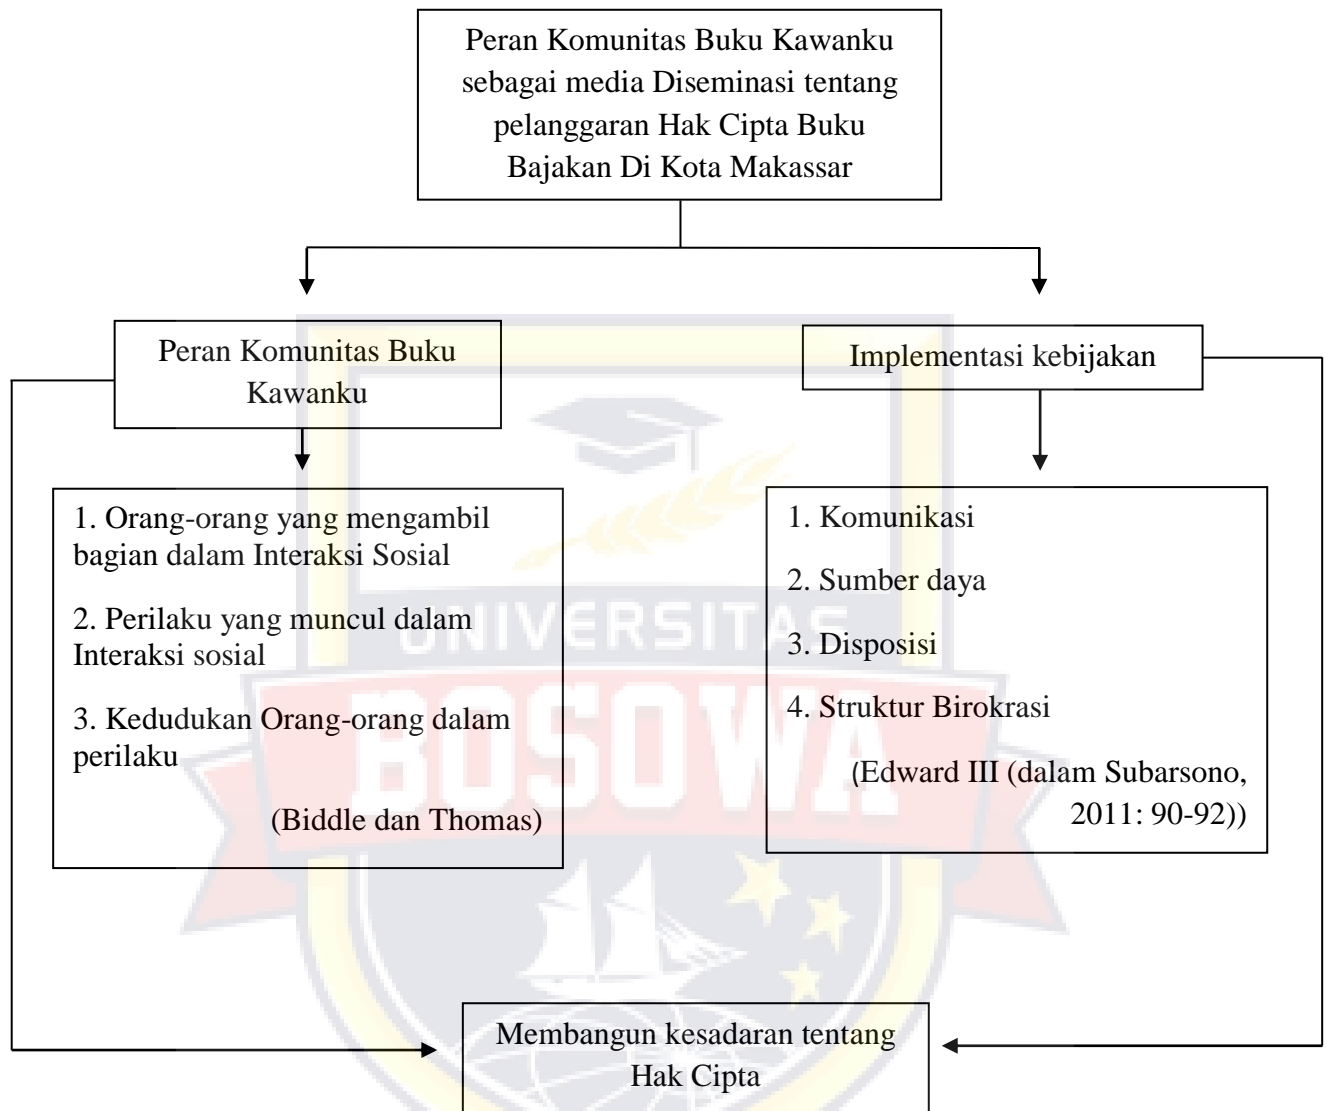 Peran Komunitas Buku Kawanku
sebagai media Diseminasi tentang
pelanggaran Hak Cipta Buku
Bajakan Di Kota Makassar
Peran Komunitas Buku
Kawanku
Implementasi kebijakan
1. Orang-orang yang mengambil
bagian dalam Interaksi Sosial
2. Perilaku yang muncul dalam
Interaksi sosial
3. Kedudukan Orang-orang dalam
perilaku
(Biddle dan Thomas)
1. Komunikasi
2. Sumber daya
3. Disposisi
4. Struktur Birokrasi
(Edward III (dalam Subarsono,
2011: 90-92))
UNIVERSITAS
BOSOWA
Membangun kesadaran tentang
Hak Cipta